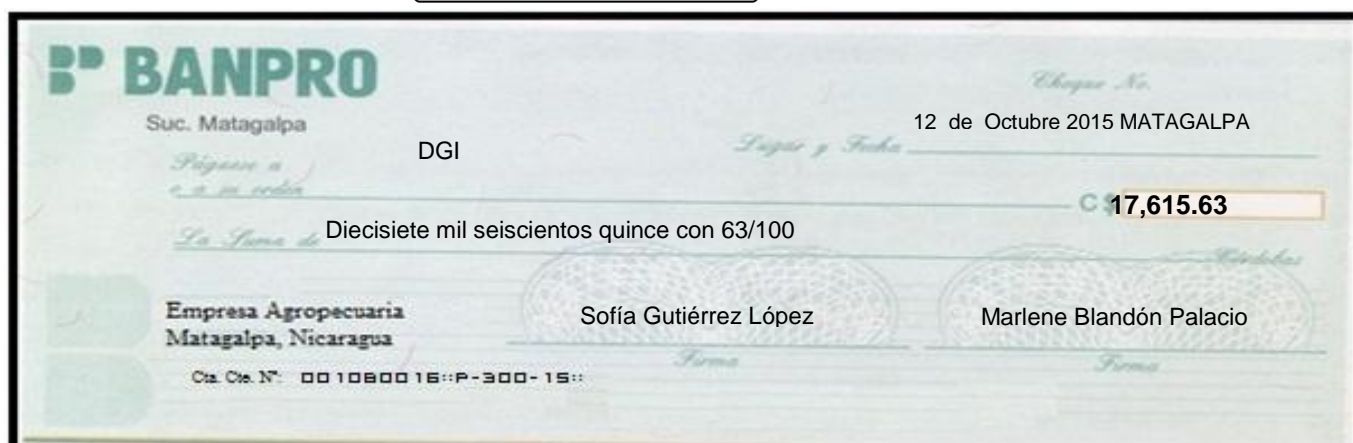 BANPRO
Suc. Matagalpa
Cheque No.
12 de Octubre 2015 MATAGALPA
Lugar y Fecha
DGI
Páguese a
o a su orden
C$ 17,615.63
La Suma de Diecisiete mil seiscientos quince con 63/100
Córdobas
Empresa Agropecuaria
Matagalpa, Nicaragua
Sofía Gutiérrez López
Marlene Blandón Palacio
Firma
Firma
Cta. Cte. N°: 001080016::P-300-15::